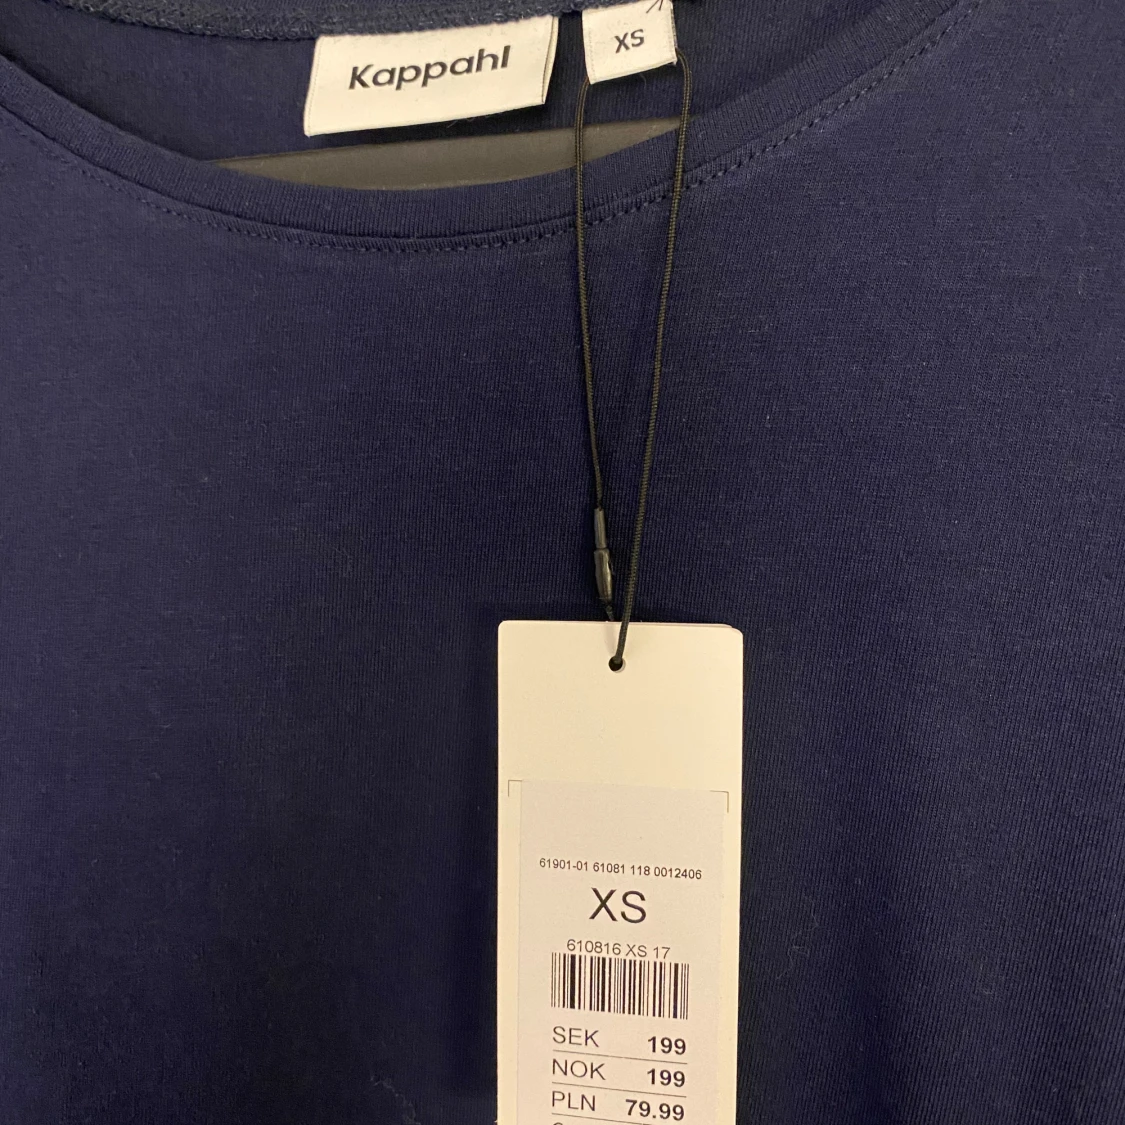 Kappahl
XS
61901-01 61081 118 0012406
XS
610816 XS 17
SEK 199
NOK 199
PLN 79.99